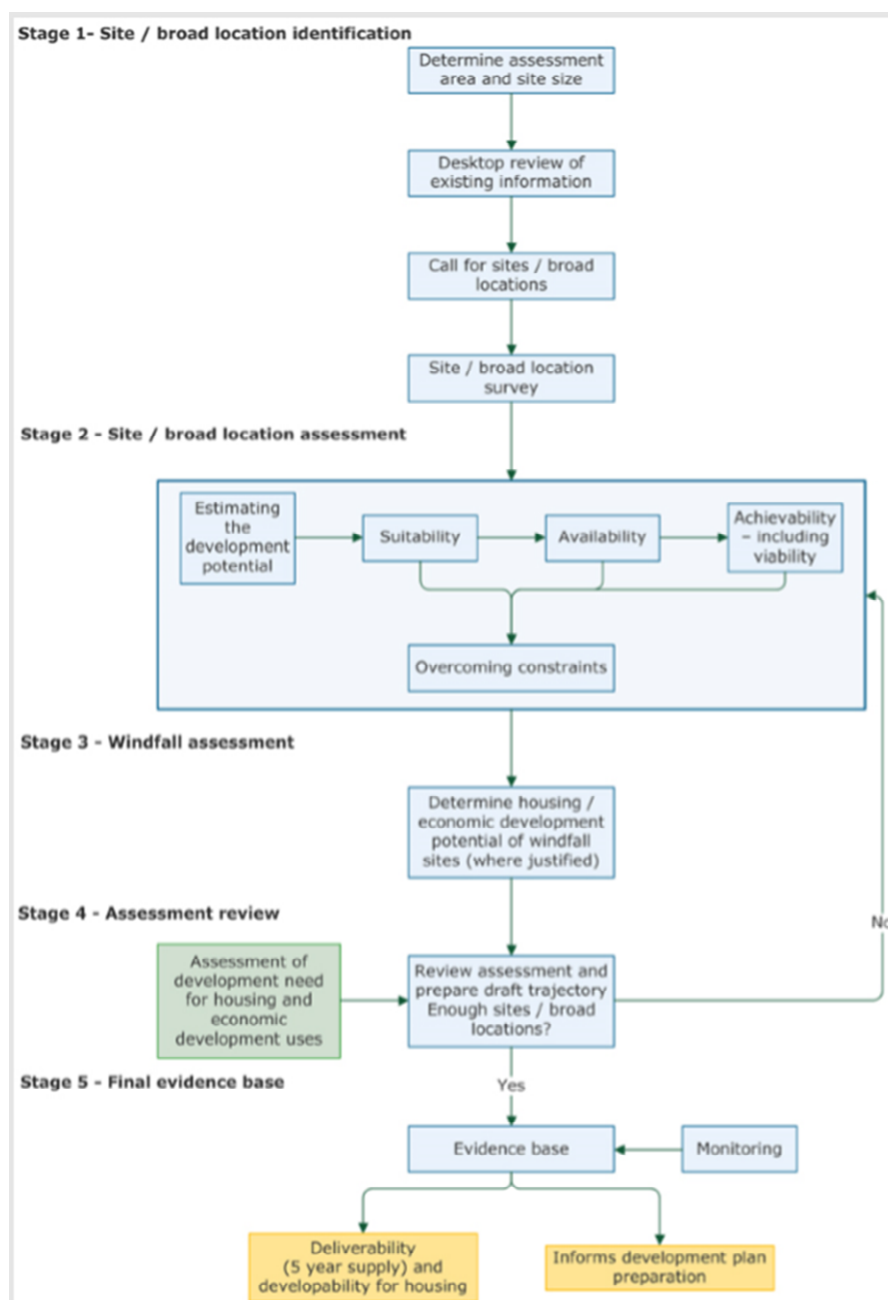 Stage 1- Site / broad location identification
Determine assessment
area and site size
Desktop review of
existing information
Call for sites / broad
locations
Site / broad location
survey
Stage 2 - Site / broad location assessment
Estimating
the
development
potential
Suitability
Availability
Achievability
– including
viability
Overcoming constraints
Stage 3 - Windfall assessment
Determine housing /
economic development
potential of windfall
sites (where justified)
Stage 4 - Assessment review
No
Assessment of
development need
for housing and
economic
development uses
Review assessment and
prepare draft trajectory
Enough sites / broad
locations?
Stage 5 - Final evidence base
Yes
Evidence base
Monitoring
Deliverability
(5 year supply) and
developability for housing
Informs development plan
preparation